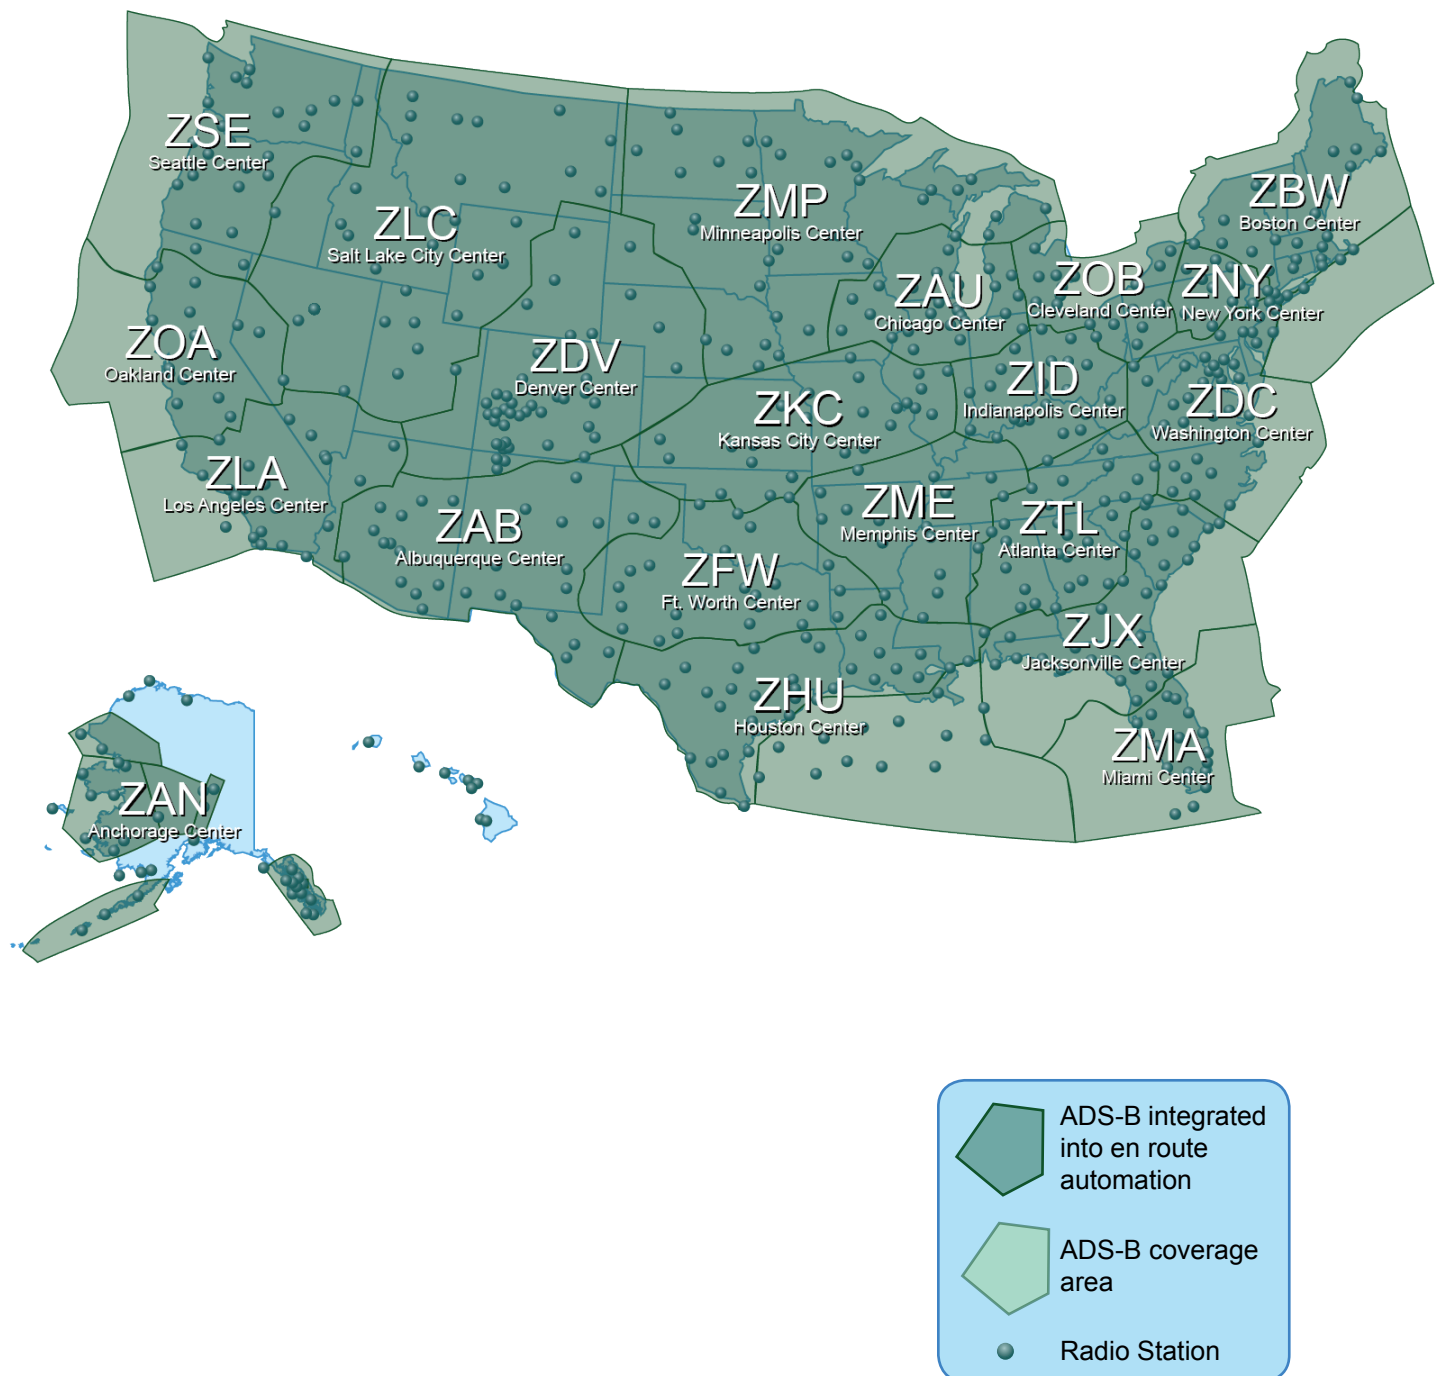 ZSE
Seattle Center
ZLC
Salt Lake City Center
ZMP
Minneapolis Center
ZBW
Boston Center
ZAU
Chicago Center
ZOB
Cleveland Center
ZNY
New York Center
ZOA
Oakland Center
ZDV
Denver Center
ZKC
Kansas City Center
ZID
Indianapolis Center
ZDC
Washington Center
ZLA
Los Angeles Center
ZAB
Albuquerque Center
ZME
Memphis Center
ZTL
Atlanta Center
ZFW
Ft. Worth Center
ZJX
Jacksonville Center
ZHU
Houston Center
ZMA
Miami Center
ZAN
Anchorage Center
ADS-B integrated
into en route
automation
ADS-B coverage
area
Radio Station